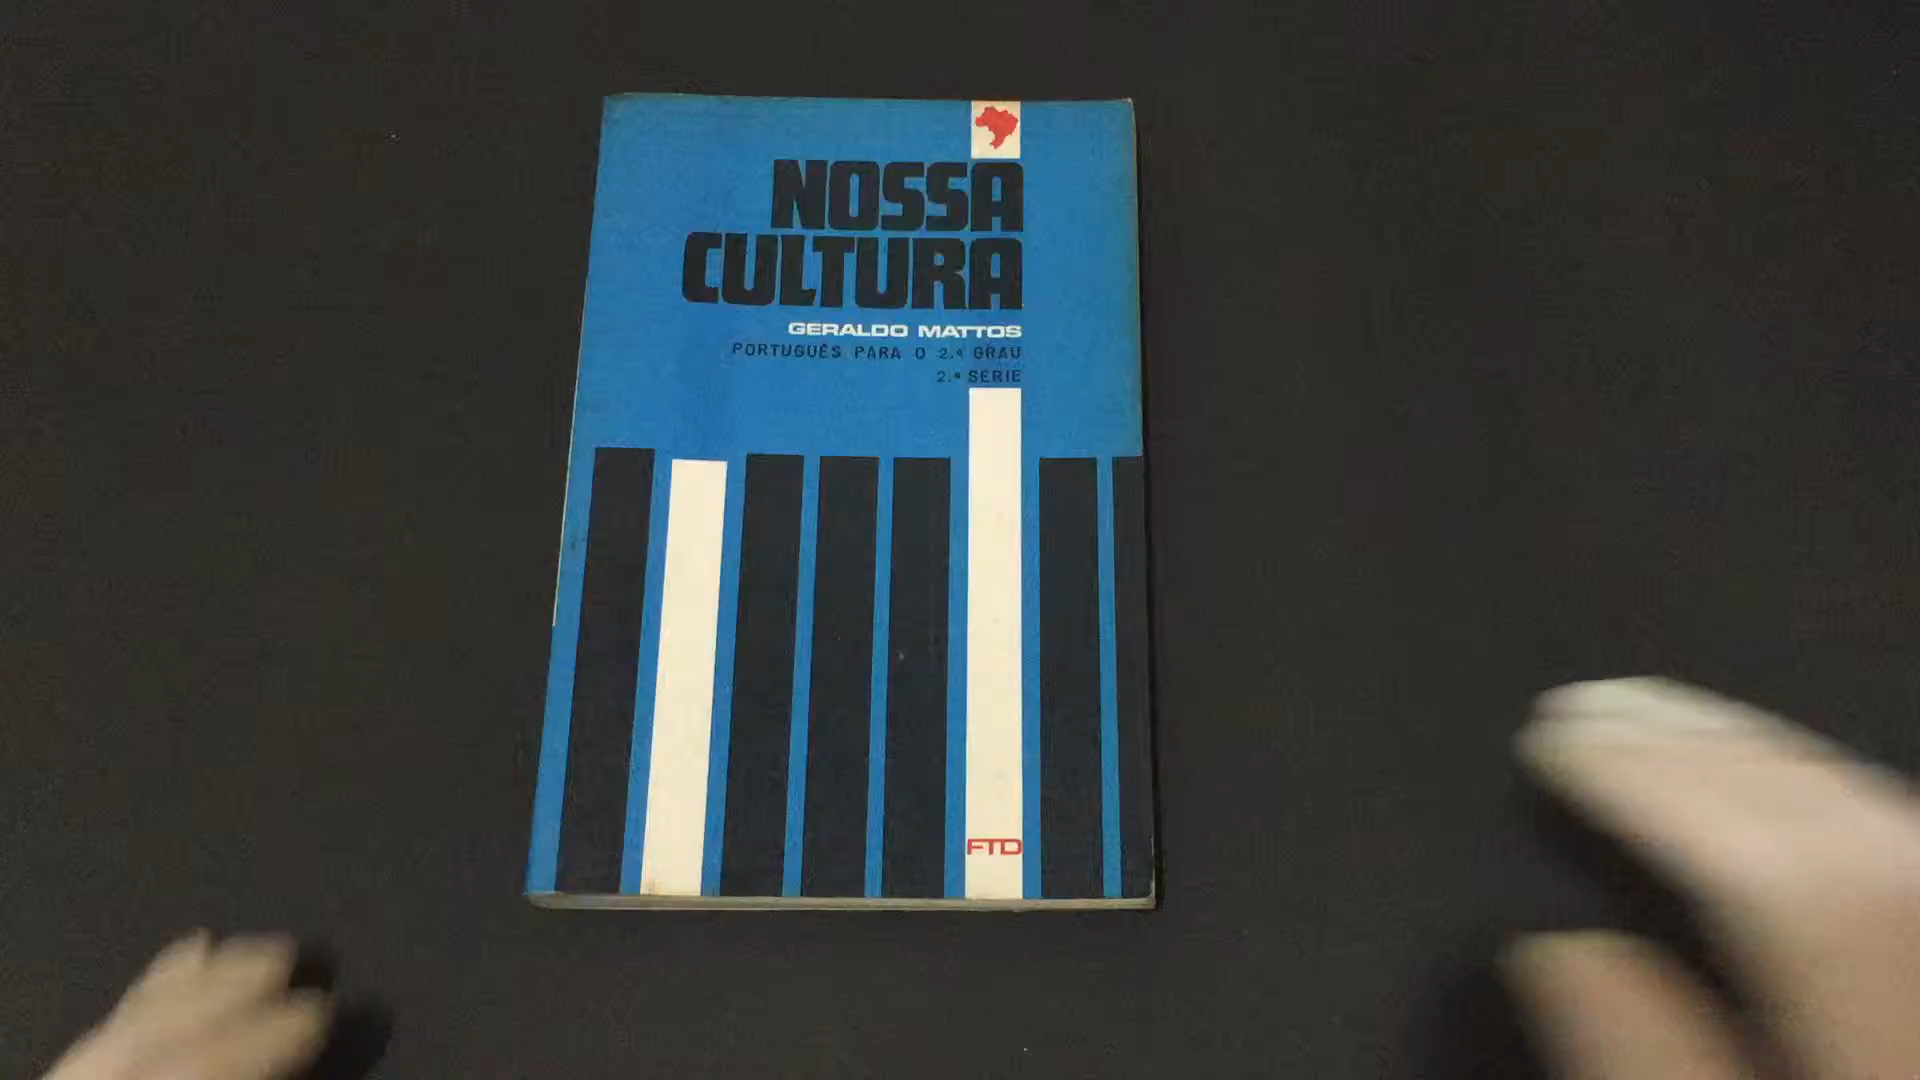 NOSSA
CULTURA
GERALDO MATTOS
PORTUGUÊS PARA O 2.º GRAU
2.ª SÉRIE
FTD